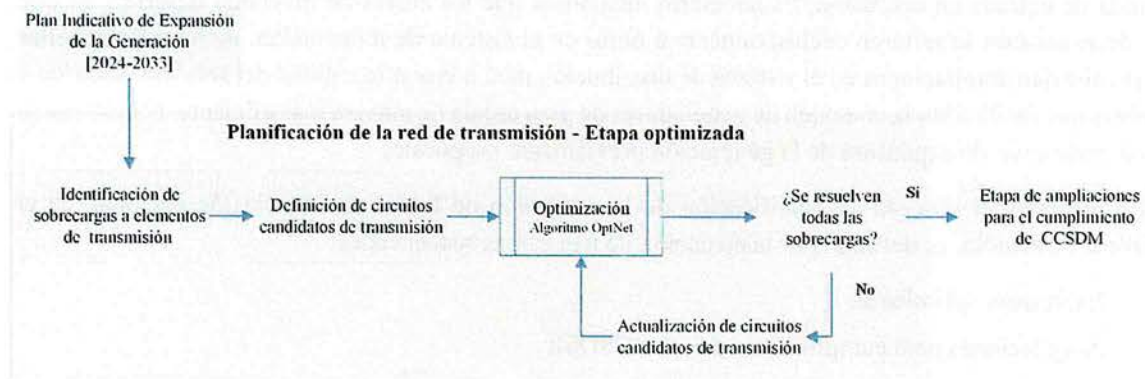 Plan Indicativo de Expansión
de la Generación
[2024-2033]
Planificación de la red de transmisión - Etapa optimizada
Identificación de
sobrecargas a elementos
de transmisión
Definición de circuitos
candidatos de transmisión
Optimización
Algoritmo OptNet
¿Se resuelven
todas las
sobrecargas?
Sí
Etapa de ampliaciones
para el cumplimiento
de CCSDM
No
Actualización de circuitos
candidatos de transmisión